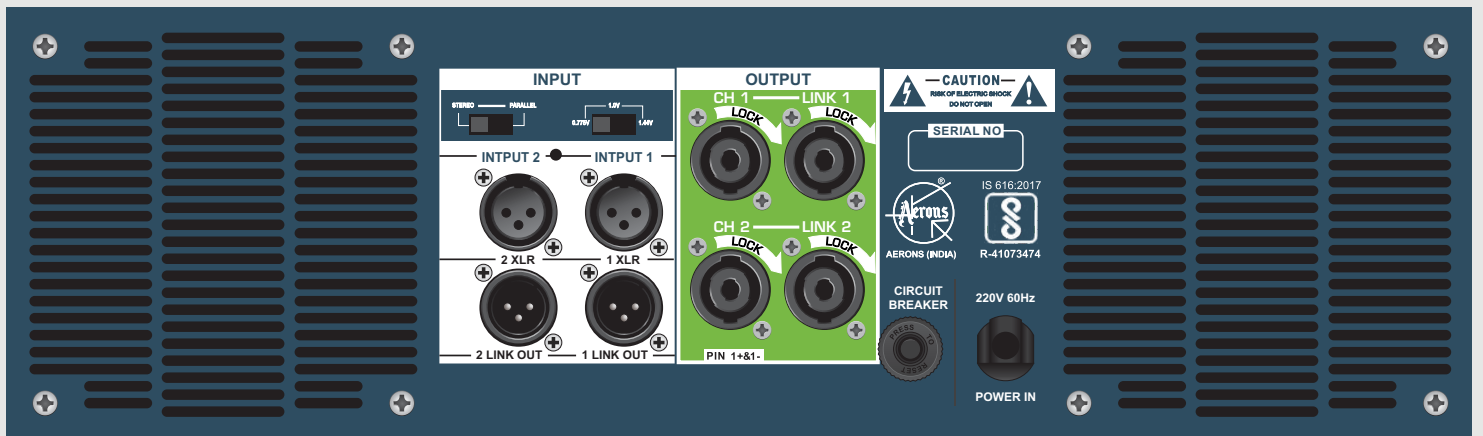 INPUT
STEREO
PARALLEL
0.775V
1.0V
1.44V
INTPUT 2
INTPUT 1
2 XLR
1 XLR
2 LINK OUT
1 LINK OUT
OUTPUT
CH 1
LINK 1
LOCK
LOCK
CH 2
LINK 2
LOCK
LOCK
PIN 1+&1-
CAUTION
RISK OF ELECTRIC SHOCK
DO NOT OPEN
SERIAL NO
Aerons
®
AERONS (INDIA)
IS 616:2017
R-41073474
CIRCUIT
BREAKER
PRESS TO
RESET
220V 60Hz
POWER IN